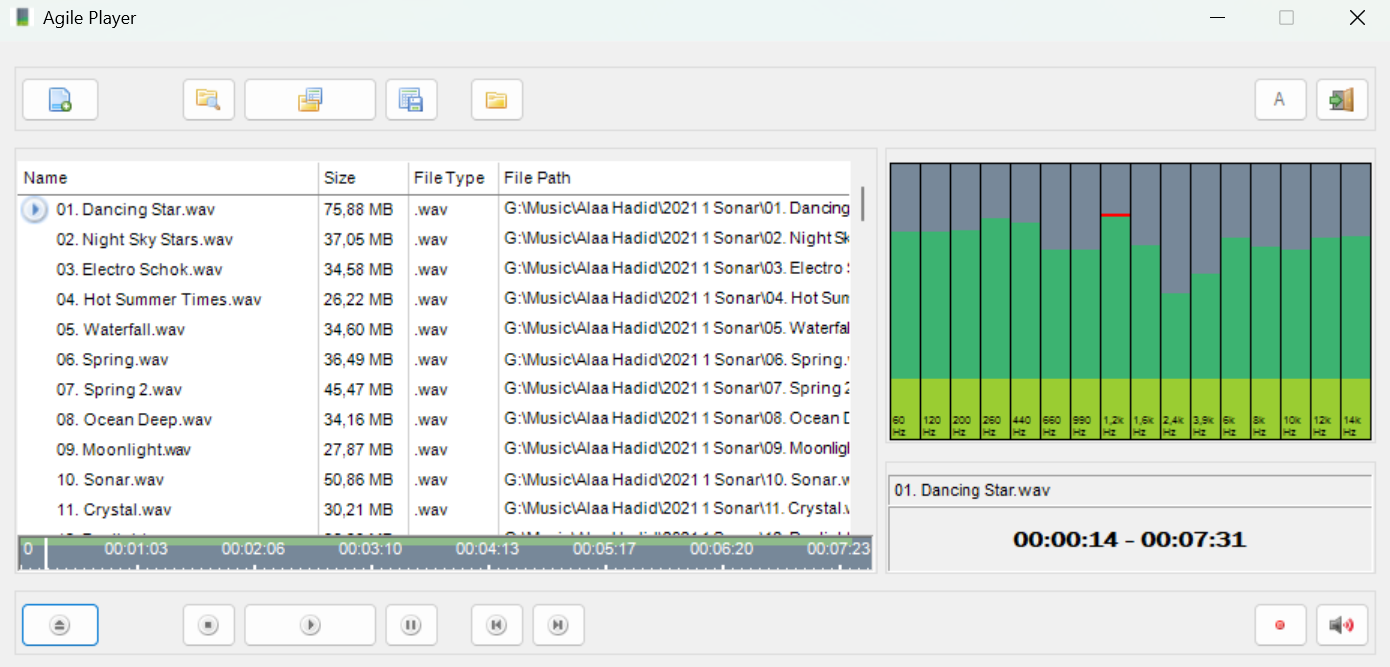 Agile Player
A
Name Size File Type File Path
01. Dancing Star.wav 75,88 MB .wav G:\Music\Alaa Hadid\2021 1 Sonar\01. Dancing
02. Night Sky Stars.wav 37,05 MB .wav G:\Music\Alaa Hadid\2021 1 Sonar\02. Night Sk
03. Electro Schok.wav 34,58 MB .wav G:\Music\Alaa Hadid\2021 1 Sonar\03. Electro
04. Hot Summer Times.wav 26,22 MB .wav G:\Music\Alaa Hadid\2021 1 Sonar\04. Hot Sum
05. Waterfall.wav 34,60 MB .wav G:\Music\Alaa Hadid\2021 1 Sonar\05. Waterfal
06. Spring.wav 36,49 MB .wav G:\Music\Alaa Hadid\2021 1 Sonar\06. Spring.
07. Spring 2.wav 45,47 MB .wav G:\Music\Alaa Hadid\2021 1 Sonar\07. Spring 2
08. Ocean Deep.wav 34,16 MB .wav G:\Music\Alaa Hadid\2021 1 Sonar\08. Ocean D
09. Moonlight.wav 27,87 MB .wav G:\Music\Alaa Hadid\2021 1 Sonar\09. Moonlig
10. Sonar.wav 50,86 MB .wav G:\Music\Alaa Hadid\2021 1 Sonar\10. Sonar.w
11. Crystal.wav 30,21 MB .wav G:\Music\Alaa Hadid\2021 1 Sonar\11. Crystal.
0 00:01:03 00:02:06 00:03:10 00:04:13 00:05:17 00:06:20 00:07:23
60 120 200 260 440 660 990 1,2k 1,6k 2,4k 3,9k 6k 8k 10k 12k 14k
Hz Hz Hz Hz Hz Hz Hz Hz Hz Hz Hz Hz Hz Hz Hz Hz
01. Dancing Star.wav
00:00:14 - 00:07:31